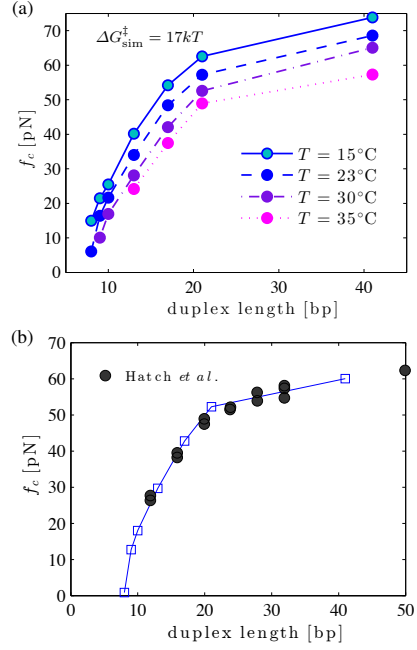 (a)
ΔG‡sim = 17kT
70
60
50
40
30
20
10
0
fc [pN]
T = 15°C
T = 23°C
T = 30°C
T = 35°C
10 20 30 40
duplex length [bp]
(b)
70
60
50
40
30
20
10
0
fc [pN]
Hatch et al.
0 10 20 30 40 50
duplex length [bp]